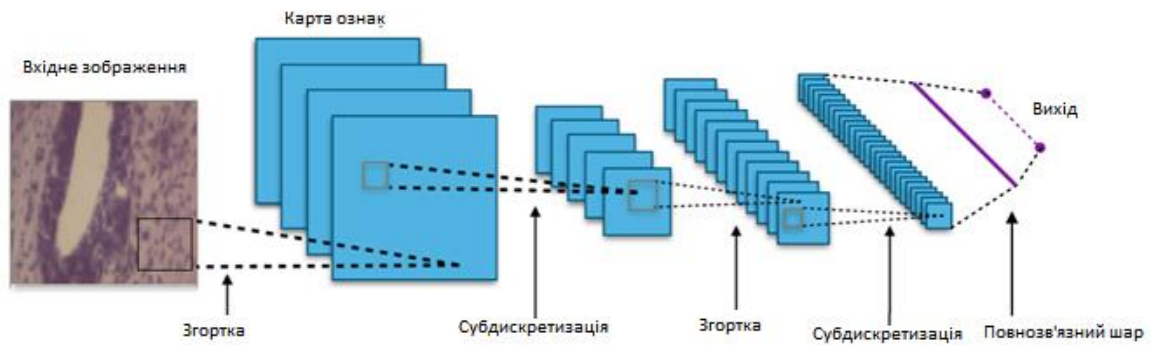 Карта ознак
Вхідне зображення
Вихід
Згортка
Субдискретизація
Згортка
Субдискретизація
Повнозв'язний шар